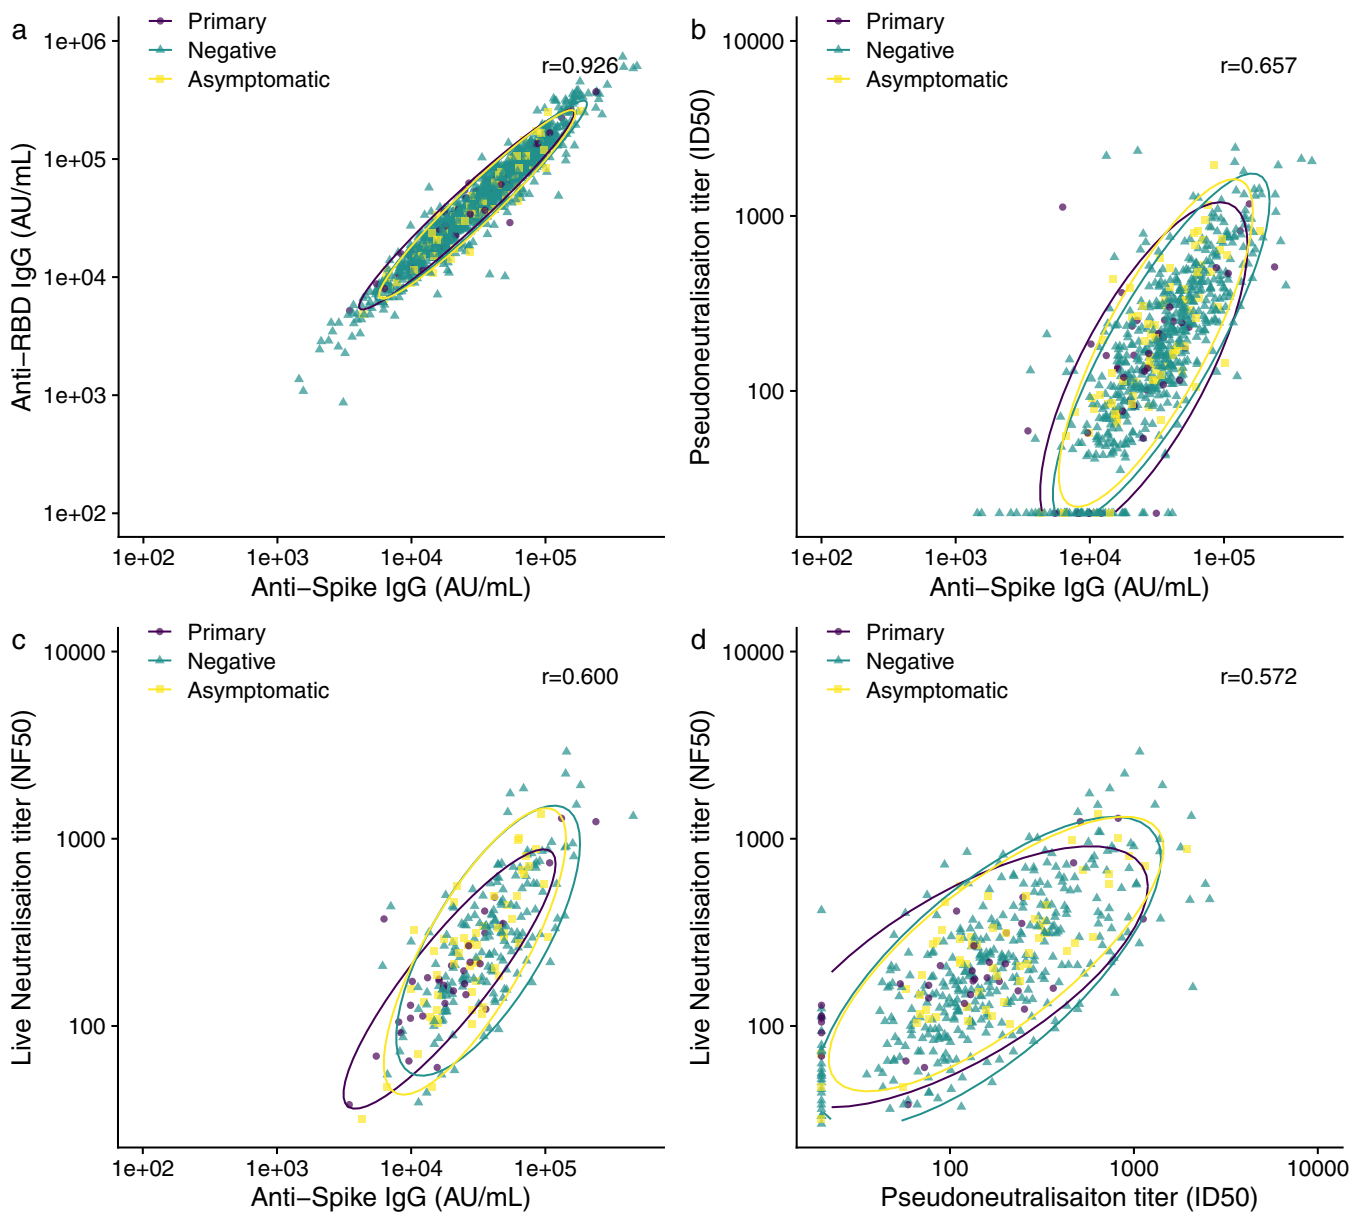 a
Primary
Negative
Asymptomatic
r=0.926
1e+06
1e+05
1e+04
1e+03
1e+02
Anti−RBD IgG (AU/mL)
1e+02 1e+03 1e+04 1e+05
Anti−Spike IgG (AU/mL)
b
Primary
Negative
Asymptomatic
r=0.657
10000
1000
100
Pseudoneutralisaiton titer (ID50)
1e+02 1e+03 1e+04 1e+05
Anti−Spike IgG (AU/mL)
c
Primary
Negative
Asymptomatic
r=0.600
10000
1000
100
Live Neutralisaiton titer (NF50)
1e+02 1e+03 1e+04 1e+05
Anti−Spike IgG (AU/mL)
d
Primary
Negative
Asymptomatic
r=0.572
10000
1000
100
Live Neutralisaiton titer (NF50)
100 1000 10000
Pseudoneutralisaiton titer (ID50)